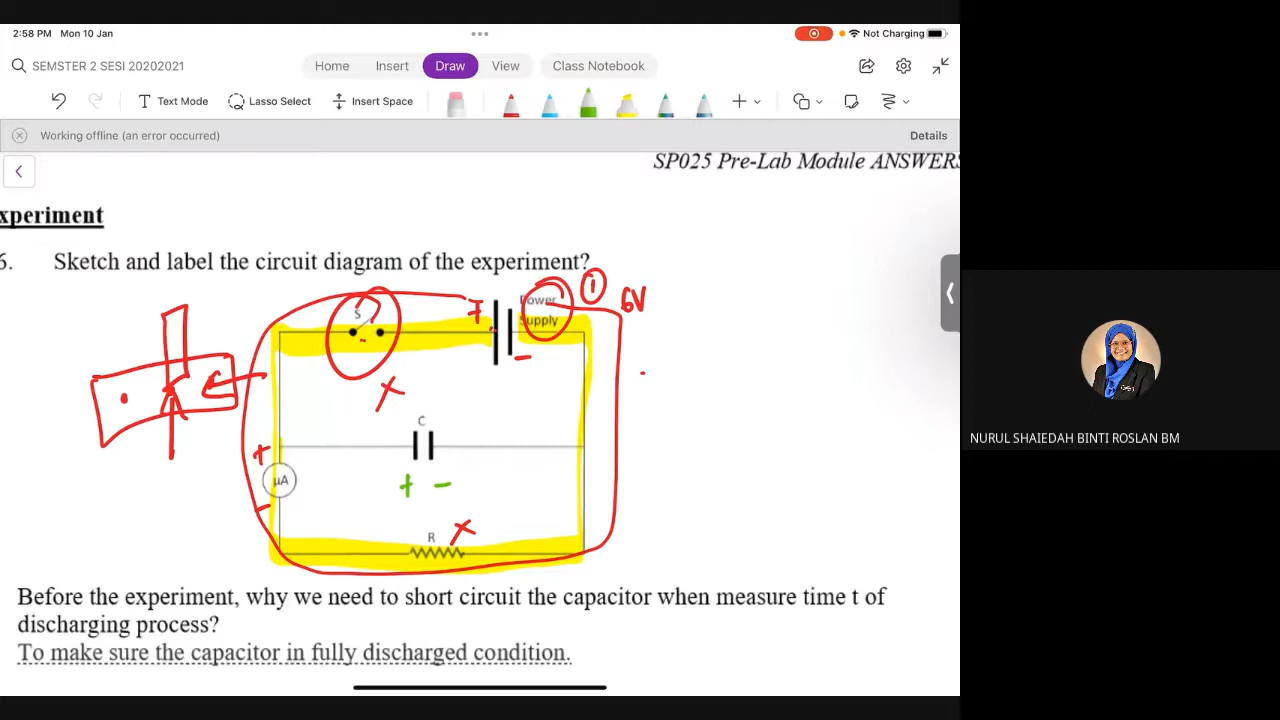 2:58 PM Mon 10 Jan
Not Charging
SEMSTER 2 SESI 20202021
Home Insert Draw View Class Notebook
Text Mode Lasso Select Insert Space
Working offline (an error occurred) Details
SP025 Pre-Lab Module ANSWERS
xperiment
6. Sketch and label the circuit diagram of the experiment?
1
6V
S
Power
Supply
+
-
C
+
µA
+ -
-
R
Before the experiment, why we need to short circuit the capacitor when measure time t of
discharging process?
To make sure the capacitor in fully discharged condition.
NURUL SHAIEDAH BINTI ROSLAN BM